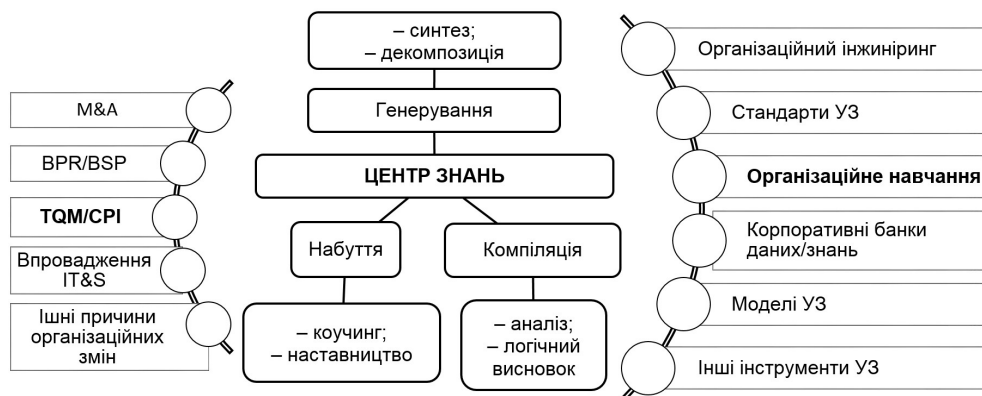 M&A
BPR/BSP
TQM/CPI
Впровадження
IT&S
Ішні причини
організаційних
змін
– синтез;
– декомпозиція
Генерування
ЦЕНТР ЗНАНЬ
Набуття
Компіляція
– коучинг;
– наставництво
– аналіз;
– логічний
висновок
Організаційний інжиніринг
Стандарти УЗ
Організаційне навчання
Корпоративні банки
даних/знань
Моделі УЗ
Інші інструменти УЗ